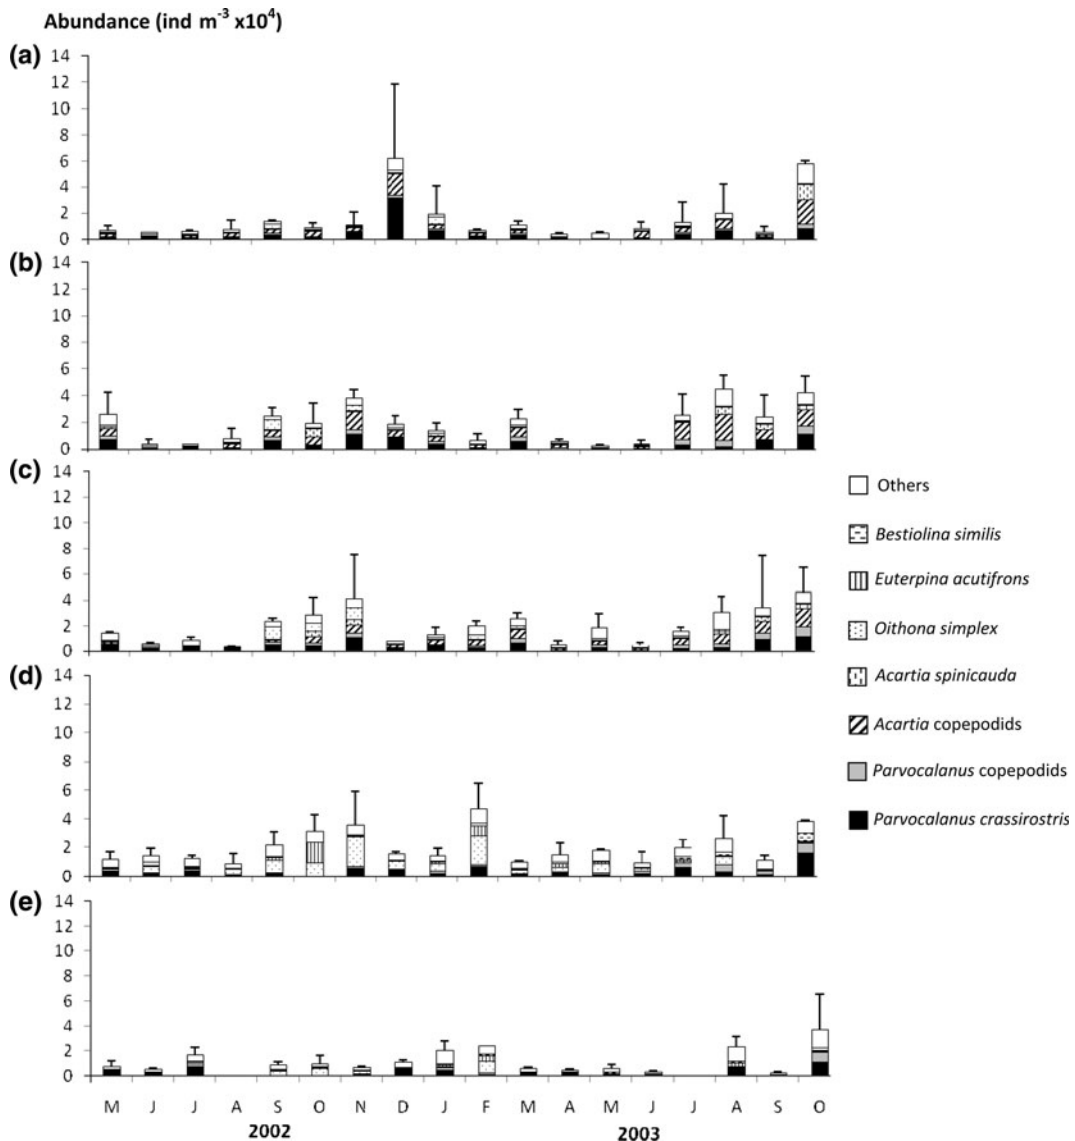 Abundance (ind m⁻³ x10⁴)
(a)
14
12
10
8
6
4
2
0
(b)
14
12
10
8
6
4
2
0
(c)
14
12
10
8
6
4
2
0
(d)
14
12
10
8
6
4
2
0
(e)
14
12
10
8
6
4
2
0
M J J A S O N D J F M A M J J A S O
2002 2003
Others
Bestiolina similis
Euterpina acutifrons
Oithona simplex
Acartia spinicauda
Acartia copepodids
Parvocalanus copepodids
Parvocalanus crassirostris